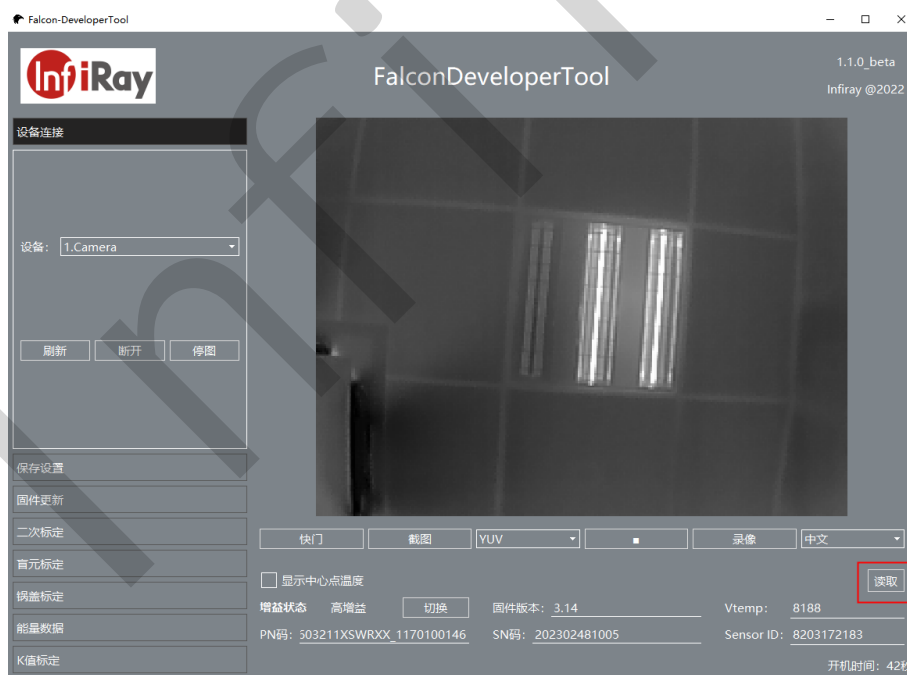 Falcon-DeveloperTool
InfiRay
FalconDeveloperTool
1.1.0_beta
Infiray @2022
设备连接
设备: 1.Camera
刷新 断开 停图
保存设置
固件更新
二次标定
盲元标定
锅盖标定
能量数据
K值标定
快门 截图 YUV 录像 中文
显示中心点温度 读取
增益状态 高增益 切换 固件版本: 3.14 Vtemp: 8188
PN码: 503211XSWRXX_1170100146 SN码: 202302481005 Sensor ID: 8203172183
开机时间: 42秒
Infi